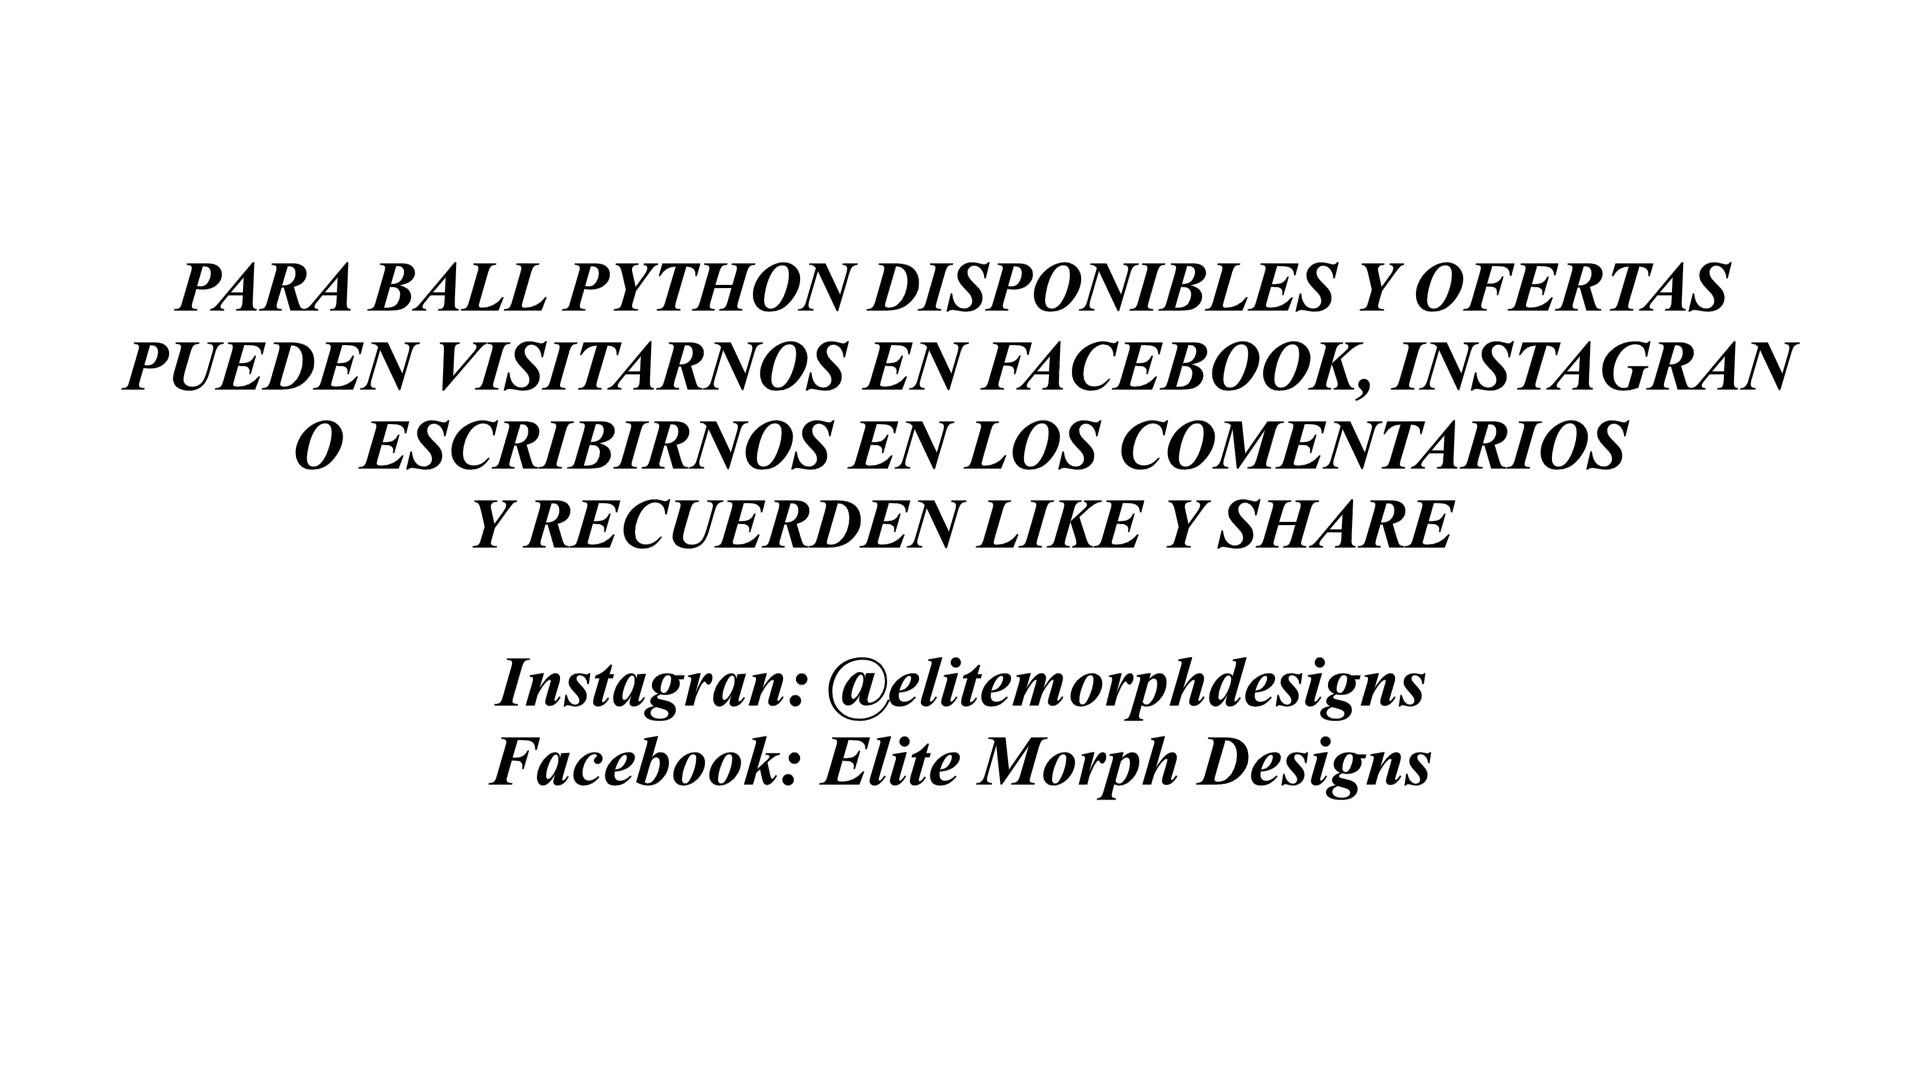 PARA BALL PYTHON DISPONIBLES Y OFERTAS
PUEDEN VISITARNOS EN FACEBOOK, INSTAGRAN
O ESCRIBIRNOS EN LOS COMENTARIOS
Y RECUERDEN LIKE Y SHARE
Instagran: @elitemorphdesigns
Facebook: Elite Morph Designs